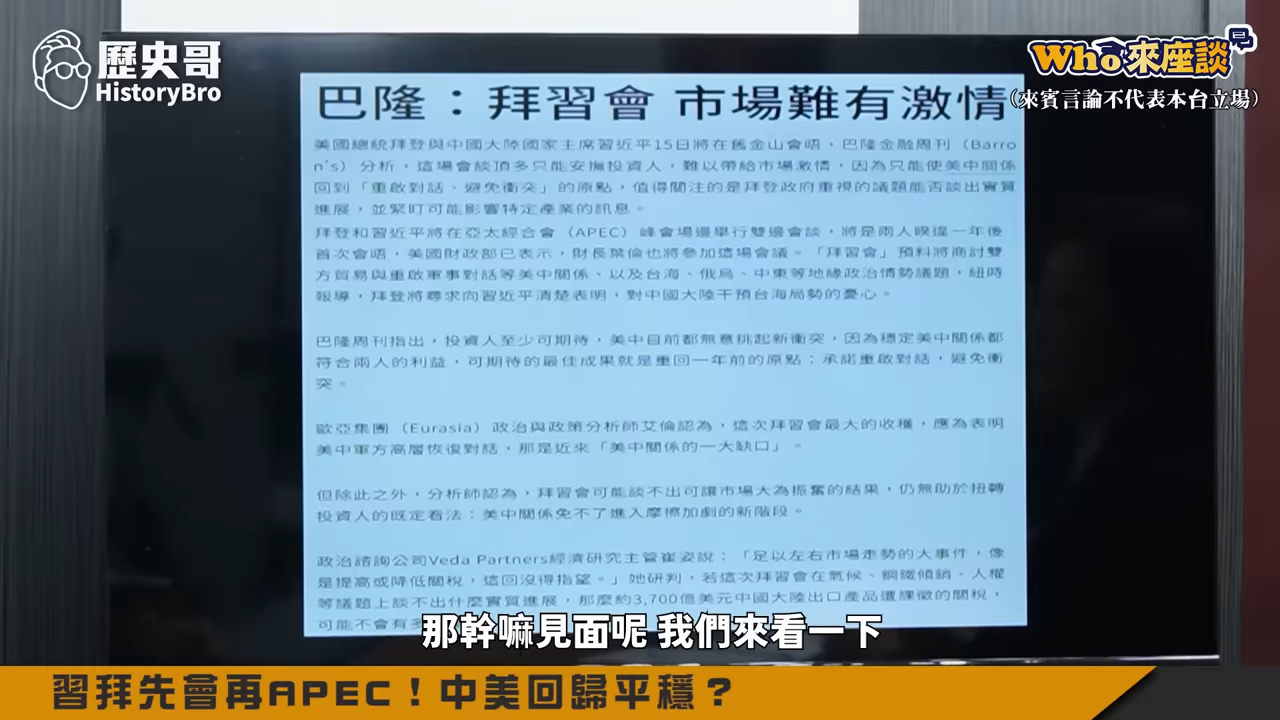 歷史哥
HistoryBro
Who來座談
(來賓言論不代表本台立場)
巴隆：拜習會 市場難有激情
美國總統拜登與中國大陸國家主席習近平15日將在舊金山會晤，巴隆金融周刊（Barro
n's）分析，這場會談頂多只能安撫投資人，難以帶給市場激情，因為只能使美中關係
回到「重啟對話、避免衝突」的原點，值得關注的是拜登政府重視的議題能否談出實質
進展，並緊盯可能影響特定產業的訊息。
拜登和習近平將在亞太經合會（APEC）峰會場邊舉行雙邊會談，將是兩人暌違一年後
首次會晤，美國財政部已表示，財長葉倫也將參加這場會議。「拜習會」預料將商討雙
方貿易與重啟軍事對話等美中關係、以及台海、俄烏、中東等地緣政治情勢議題，紐時
報導，拜登將尋求向習近平清楚表明，對中國大陸干預台海局勢的憂心。
巴隆周刊指出，投資人至少可期待，美中目前都無意挑起新衝突，因為穩定美中關係都
符合兩人的利益，可期待的最佳成果就是重回一年前的原點：承諾重啟對話，避免衝
突。
歐亞集團（Eurasia）政治與政策分析師艾倫認為，這次拜習會最大的收穫，應為表明
美中軍方高層恢復對話，那是近來「美中關係的一大缺口」。
但除此之外，分析師認為，拜習會可能談不出可讓市場大為振奮的結果，仍無助於扭轉
投資人的既定看法：美中關係免不了進入摩擦加劇的新階段。
政治諮詢公司Veda Partners經濟研究主管崔姿說：「足以左右市場走勢的大事件，像
是提高或降低關稅，這回沒得指望。」她研判，若這次拜習會在氣候、鋼鐵傾銷、人權
等議題上談不出什麼實質進展，那麼約3,700億美元中國大陸出口產品遭課徵的關稅，
可能不會有
那幹嘛見面呢 我們來看一下
習拜先會再APEC！中美回歸平穩？